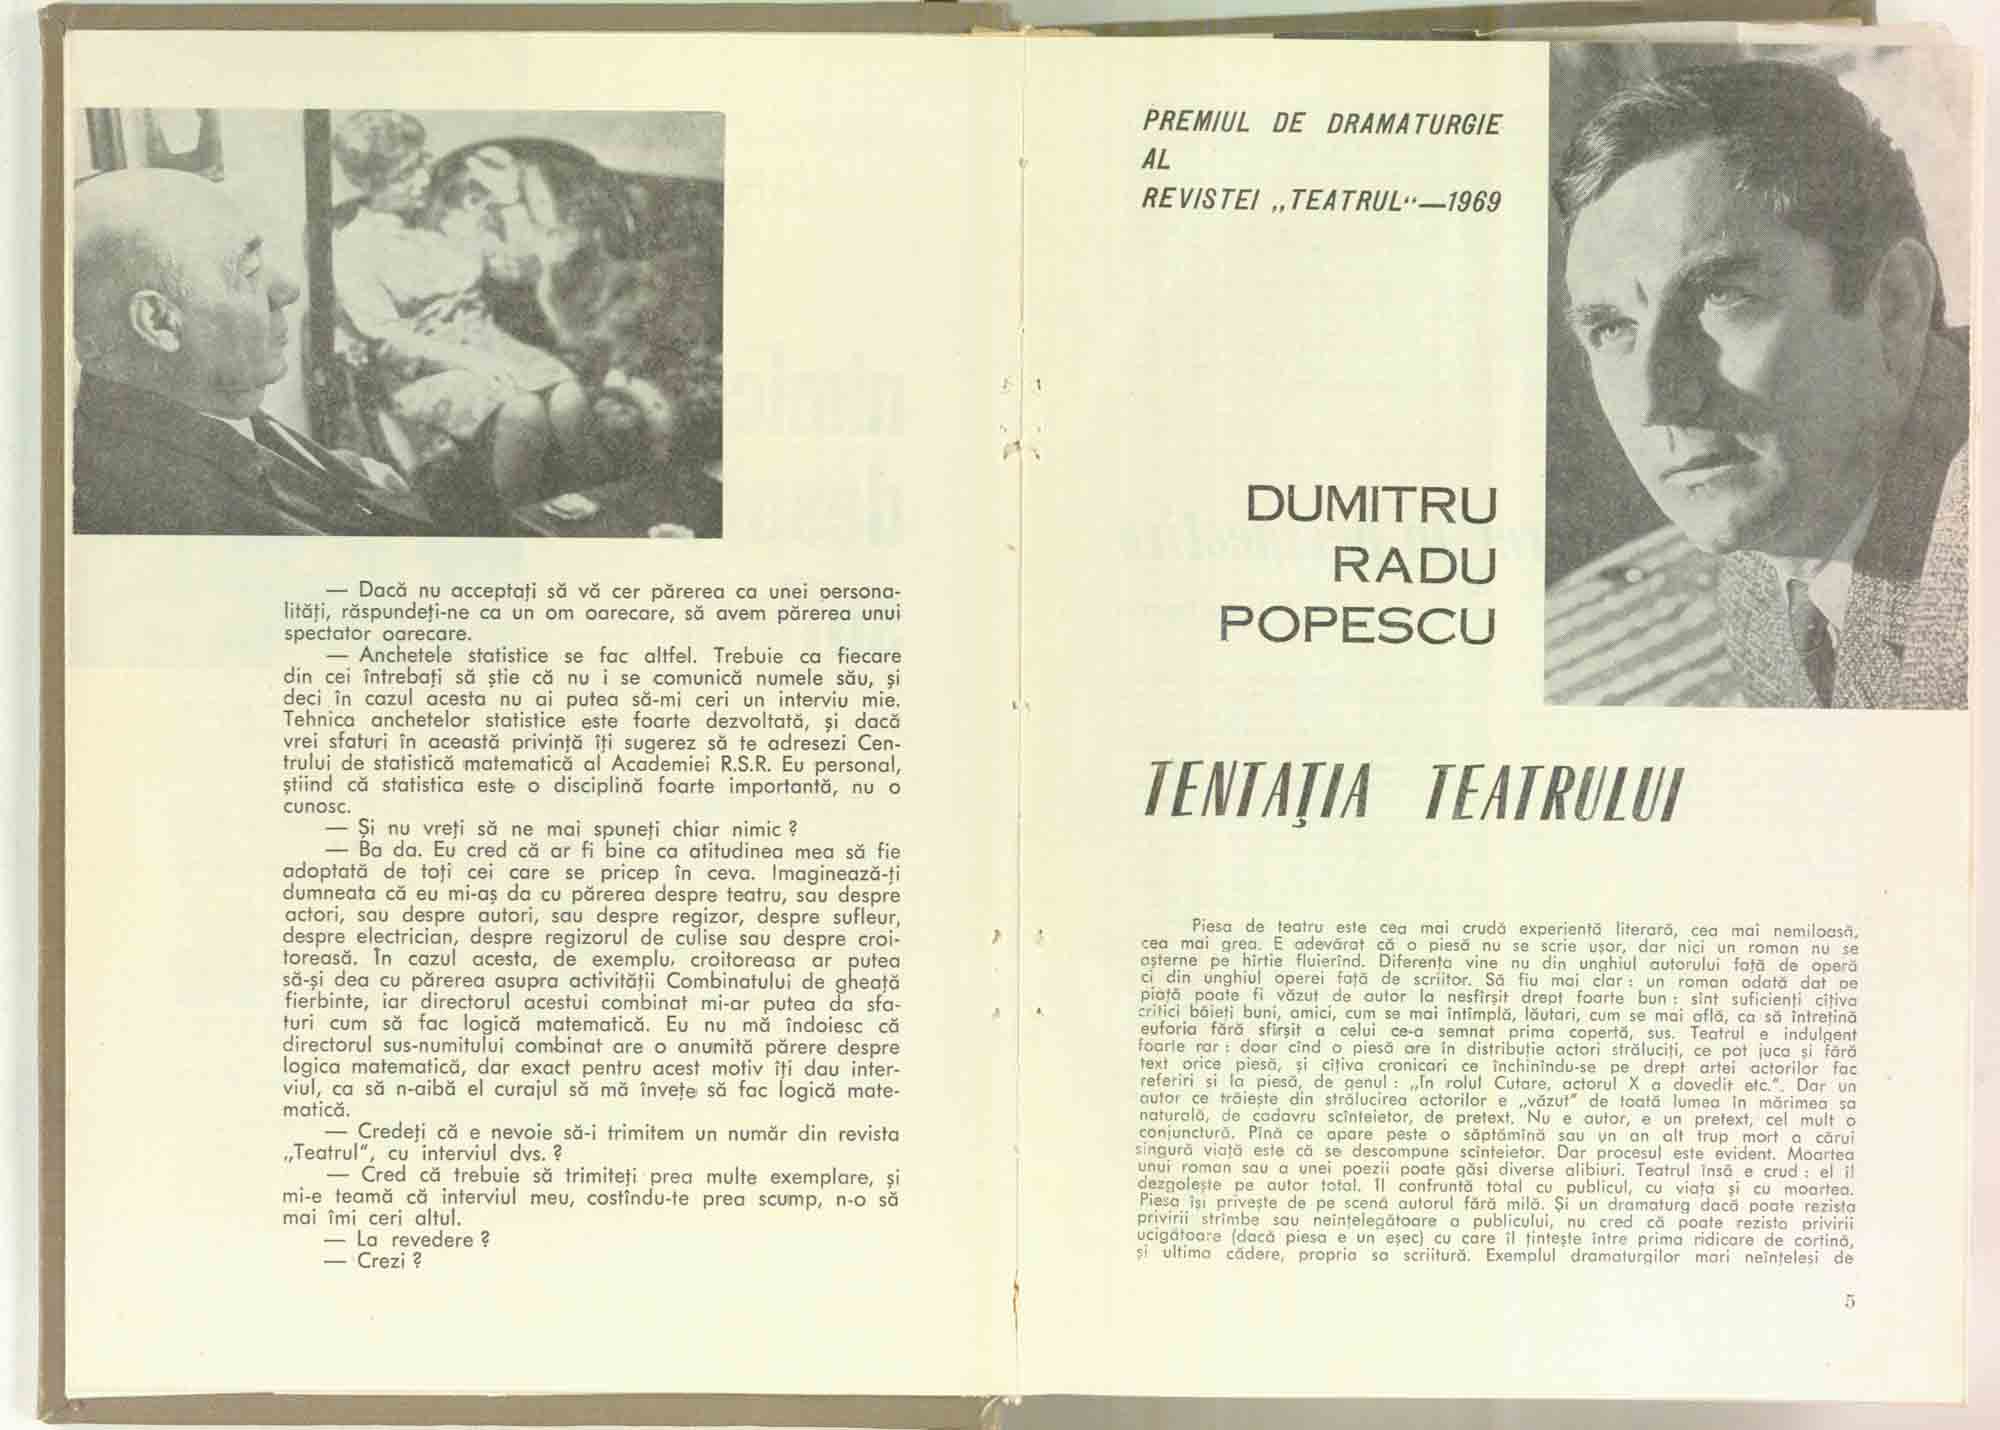 — Dacă nu acceptați să vă cer părerea ca unei persona-
lități, răspundeți-ne ca un om oarecare, să avem părerea unui
spectator oarecare.
— Anchetele statistice se fac altfel. Trebuie ca fiecare
din cei întrebați să știe că nu i se comunică numele său, și
deci în cazul acesta nu ai putea să-mi ceri un interviu mie.
Tehnica anchetelor statistice este foarte dezvoltată, și dacă
vrei sfaturi în această privință îți sugerez să te adresezi Cen-
trului de statistică matematică al Academiei R.S.R. Eu personal,
știind că statistica este o disciplină foarte importantă, nu o
cunosc.
— Și nu vreți să ne mai spuneți chiar nimic ?
— Ba da. Eu cred că ar fi bine ca atitudinea mea să fie
adoptată de toți cei care se pricep în ceva. Imaginează-ți
dumneata că eu mi-aș da cu părerea despre teatru, sau despre
actori, sau despre autori, sau despre regizor, despre sufleur,
despre electrician, despre regizorul de culise sau despre croi-
toreasă. În cazul acesta, de exemplu, croitoreasa ar putea
să-și dea cu părerea asupra activității Combinatului de gheață
fierbinte, iar directorul acestui combinat mi-ar putea da sfa-
turi cum să fac logică matematică. Eu nu mă îndoiesc că
directorul sus-numitului combinat are o anumită părere despre
logica matematică, dar exact pentru acest motiv îți dau inter-
viul, ca să n-aibă el curajul să mă învețe să fac logică mate-
matică.
— Credeți că e nevoie să-i trimitem un număr din revista
„Teatrul", cu interviul dvs. ?
— Cred că trebuie să trimiteți prea multe exemplare, și
mi-e teamă că interviul meu, costîndu-te prea scump, n-o să
mai îmi ceri altul.
— La revedere ?
— Crezi ?
PREMIUL DE DRAMATURGIE
AL
REVISTEI „TEATRUL“—1969
DUMITRU
RADU
POPESCU
TENTAȚIA TEATRULUI
Piesa de teatru este cea mai crudă experiență literară, cea mai nemiloasă,
cea mai grea. E adevărat că o piesă nu se scrie ușor, dar nici un roman nu se
așterne pe hîrtie fluierînd. Diferența vine nu din unghiul autorului față de operă
ci din unghiul operei față de scriitor. Să fiu mai clar : un roman odată dat pe
piață poate fi văzut de autor la nesfîrșit drept foarte bun : sînt suficienți cîțiva
critici băieți buni, amici, cum se mai întîmplă, lăutari, cum se mai află, ca să întrețină
euforia fără sfîrșit a celui ce-a semnat prima copertă, sus. Teatrul e indulgent
foarte rar : doar cînd o piesă are în distribuție actori străluciți, ce pot juca și fără
text orice piesă, și cîțiva cronicari ce închinîndu-se pe drept artei actorilor fac
referiri și la piesă, de genul : „În rolul Cutare, actorul X a dovedit etc.". Dar un
autor ce trăiește din strălucirea actorilor e „văzut" de toată lumea în mărimea sa
naturală, de cadavru scînteietor, de pretext. Nu e autor, e un pretext, cel mult o
conjunctură. Pînă ce apare peste o săptămînă sau un an alt trup mort a cărui
singură viață este că se descompune scînteietor. Dar procesul este evident. Moartea
unui roman sau a unei poezii poate găsi diverse alibiuri. Teatrul însă e crud : el îl
dezgolește pe autor total. Îl confruntă total cu publicul, cu viața și cu moartea.
Piesa își privește de pe scenă autorul fără milă. Și un dramaturg dacă poate rezista
privirii strîmbe sau neînțelegătoare a publicului, nu cred că poate rezista privirii
ucigătoare (dacă piesa e un eșec) cu care îl țintește între prima ridicare de cortină,
și ultima cădere, propria sa scriitură. Exemplul dramaturgilor mari neînțeleși de
5